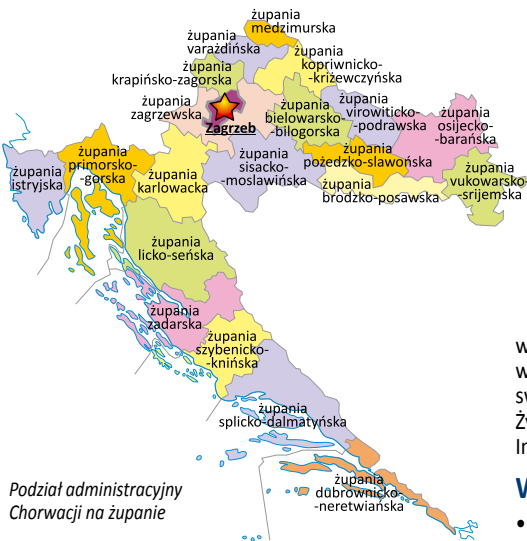 żupania
medzimurska
żupania
varażdińska
żupania
kopriwnicko-
-križewczyńska
żupania
krapińsko-zagorska
żupania
zagrzewska
Zagrzeb
żupania
bielowarsko-
-bilogorska
żupania
virowiticko-
-podrawska
żupania
osijecko-
-barańska
żupania
istryjska
żupania
primorsko-
-gorska
żupania
karlowacka
żupania
sisacko-
-moslawińska
żupania
pożedzko-slawońska
żupania
brodzko-posawska
żupania
vukowarsko-
-srijemska
żupania
licko-seńska
żupania
zadarska
żupania
szybenicko-
-knińska
żupania
splicko-dalmatyńska
żupania
dubrownicko-
-neretwiańska
Podział administracyjny
Chorwacji na żupanie